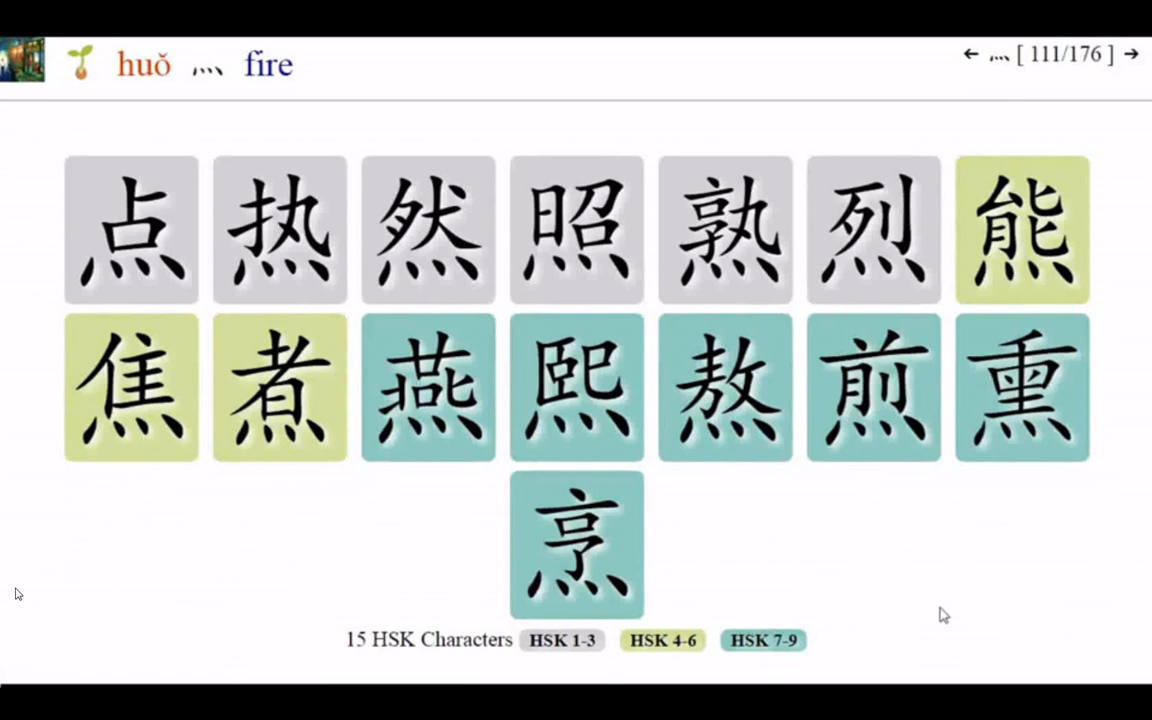 huǒ 灬 fire
← 灬 [ 111/176 ] →
点 热 然 照 熟 烈 熊
焦 煮 燕 熙 熬 煎 熏
烹
15 HSK Characters HSK 1-3 HSK 4-6 HSK 7-9